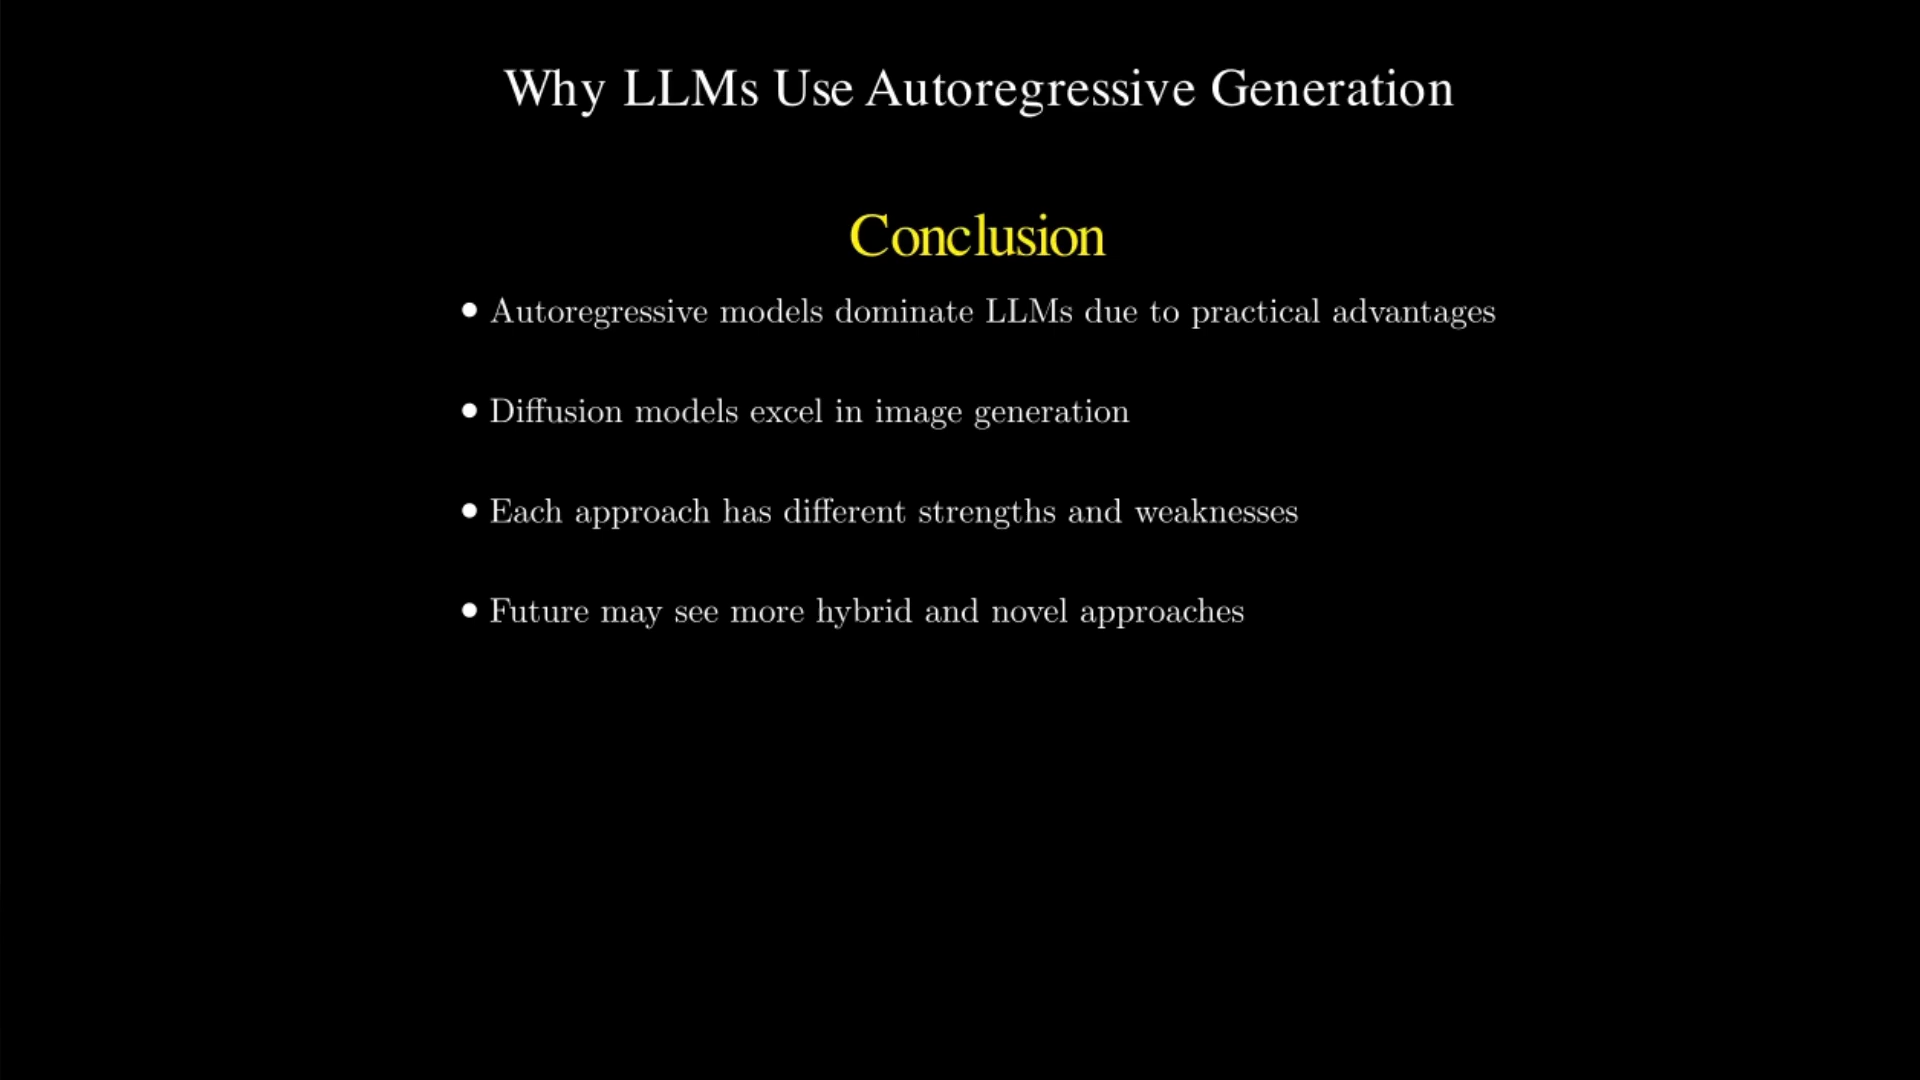 Why LLMs Use Autoregressive Generation
Conclusion
• Autoregressive models dominate LLMs due to practical advantages
• Diffusion models excel in image generation
• Each approach has different strengths and weaknesses
• Future may see more hybrid and novel approaches